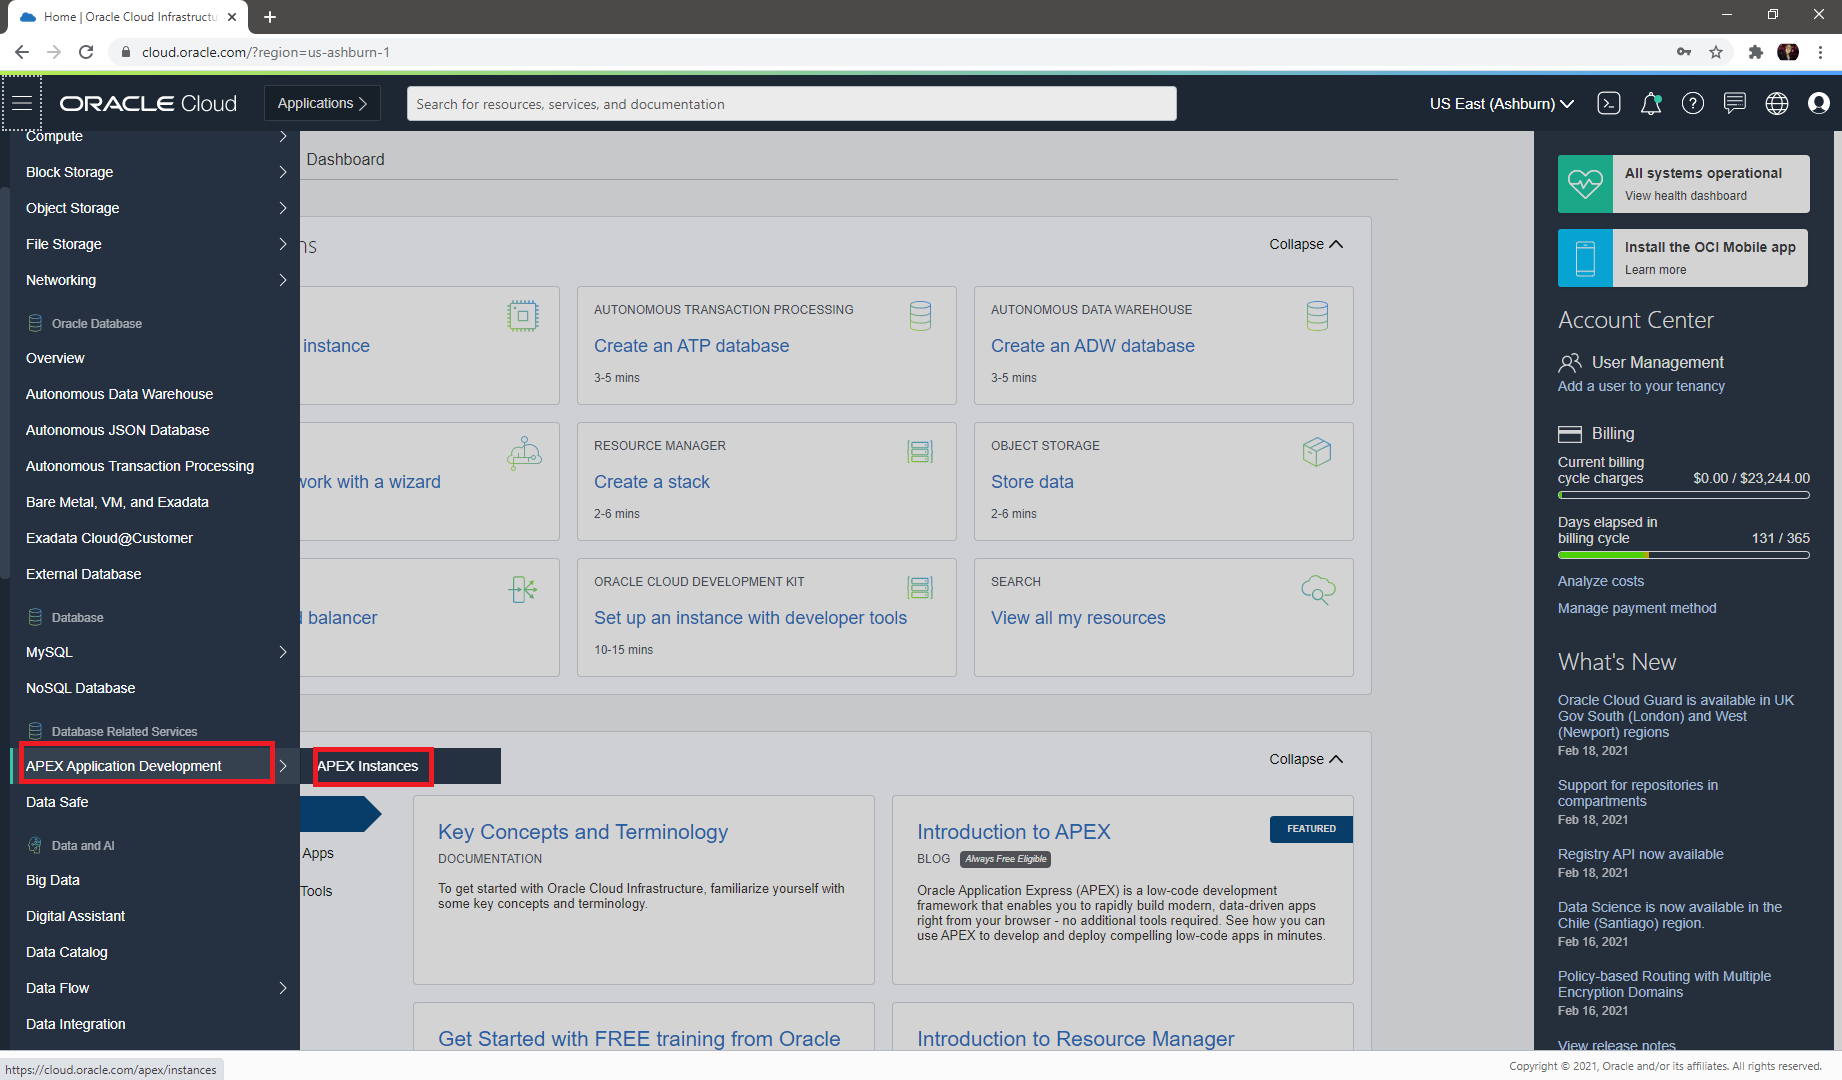 Home | Oracle Cloud Infrastructu
cloud.oracle.com/?region=us-ashburn-1
ORACLE Cloud
Applications
Search for resources, services, and documentation
US East (Ashburn)
Compute
Block Storage
Object Storage
File Storage
Networking
Oracle Database
Overview
Autonomous Data Warehouse
Autonomous JSON Database
Autonomous Transaction Processing
Bare Metal, VM, and Exadata
Exadata Cloud@Customer
External Database
Database
MySQL
NoSQL Database
Database Related Services
APEX Application Development
APEX Instances
Data Safe
Data and AI
Big Data
Digital Assistant
Data Catalog
Data Flow
Data Integration
Dashboard
ns
Collapse
instance
AUTONOMOUS TRANSACTION PROCESSING
Create an ATP database
3-5 mins
AUTONOMOUS DATA WAREHOUSE
Create an ADW database
3-5 mins
work with a wizard
RESOURCE MANAGER
Create a stack
2-6 mins
OBJECT STORAGE
Store data
2-6 mins
d balancer
ORACLE CLOUD DEVELOPMENT KIT
Set up an instance with developer tools
10-15 mins
SEARCH
View all my resources
Collapse
Apps
Tools
Key Concepts and Terminology
DOCUMENTATION
To get started with Oracle Cloud Infrastructure, familiarize yourself with
some key concepts and terminology.
Introduction to APEX
FEATURED
BLOG Always Free Eligible
Oracle Application Express (APEX) is a low-code development
framework that enables you to rapidly build modern, data-driven apps
right from your browser - no additional tools required. See how you can
use APEX to develop and deploy compelling low-code apps in minutes.
Get Started with FREE training from Oracle
Introduction to Resource Manager
All systems operational
View health dashboard
Install the OCI Mobile app
Learn more
Account Center
User Management
Add a user to your tenancy
Billing
Current billing
cycle charges $0.00 / $23,244.00
Days elapsed in
billing cycle 131 / 365
Analyze costs
Manage payment method
What's New
Oracle Cloud Guard is available in UK
Gov South (London) and West
(Newport) regions
Feb 18, 2021
Support for repositories in
compartments
Feb 18, 2021
Registry API now available
Feb 18, 2021
Data Science is now available in the
Chile (Santiago) region.
Feb 16, 2021
Policy-based Routing with Multiple
Encryption Domains
Feb 16, 2021
View release notes
https://cloud.oracle.com/apex/instances
Copyright © 2021, Oracle and/or its affiliates. All rights reserved.